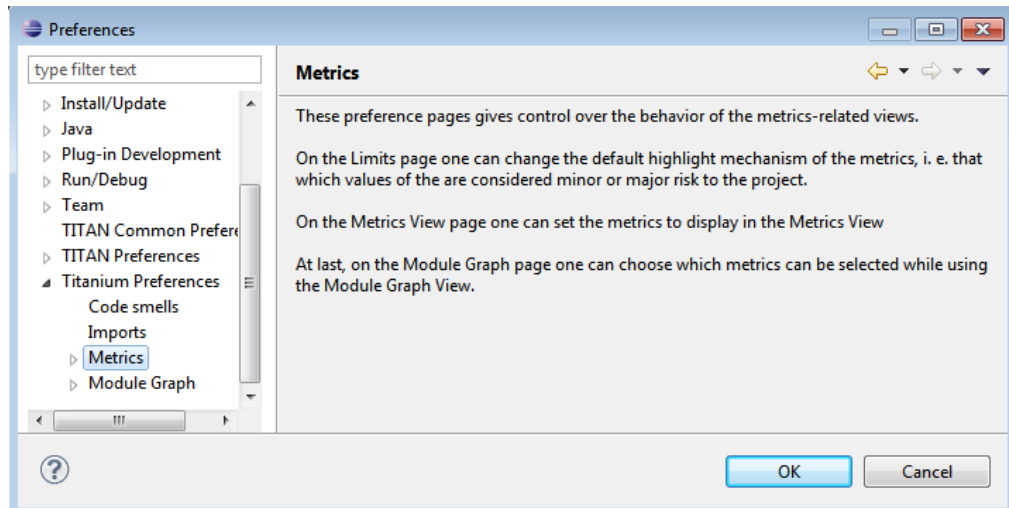 Preferences
type filter text
Install/Update
Java
Plug-in Development
Run/Debug
Team
TITAN Common Prefere
TITAN Preferences
Titanium Preferences
Code smells
Imports
Metrics
Module Graph
Metrics
These preference pages gives control over the behavior of the metrics-related views.
On the Limits page one can change the default highlight mechanism of the metrics, i. e. that
which values of the are considered minor or major risk to the project.
On the Metrics View page one can set the metrics to display in the Metrics View
At last, on the Module Graph page one can choose which metrics can be selected while using
the Module Graph View.
OK
Cancel